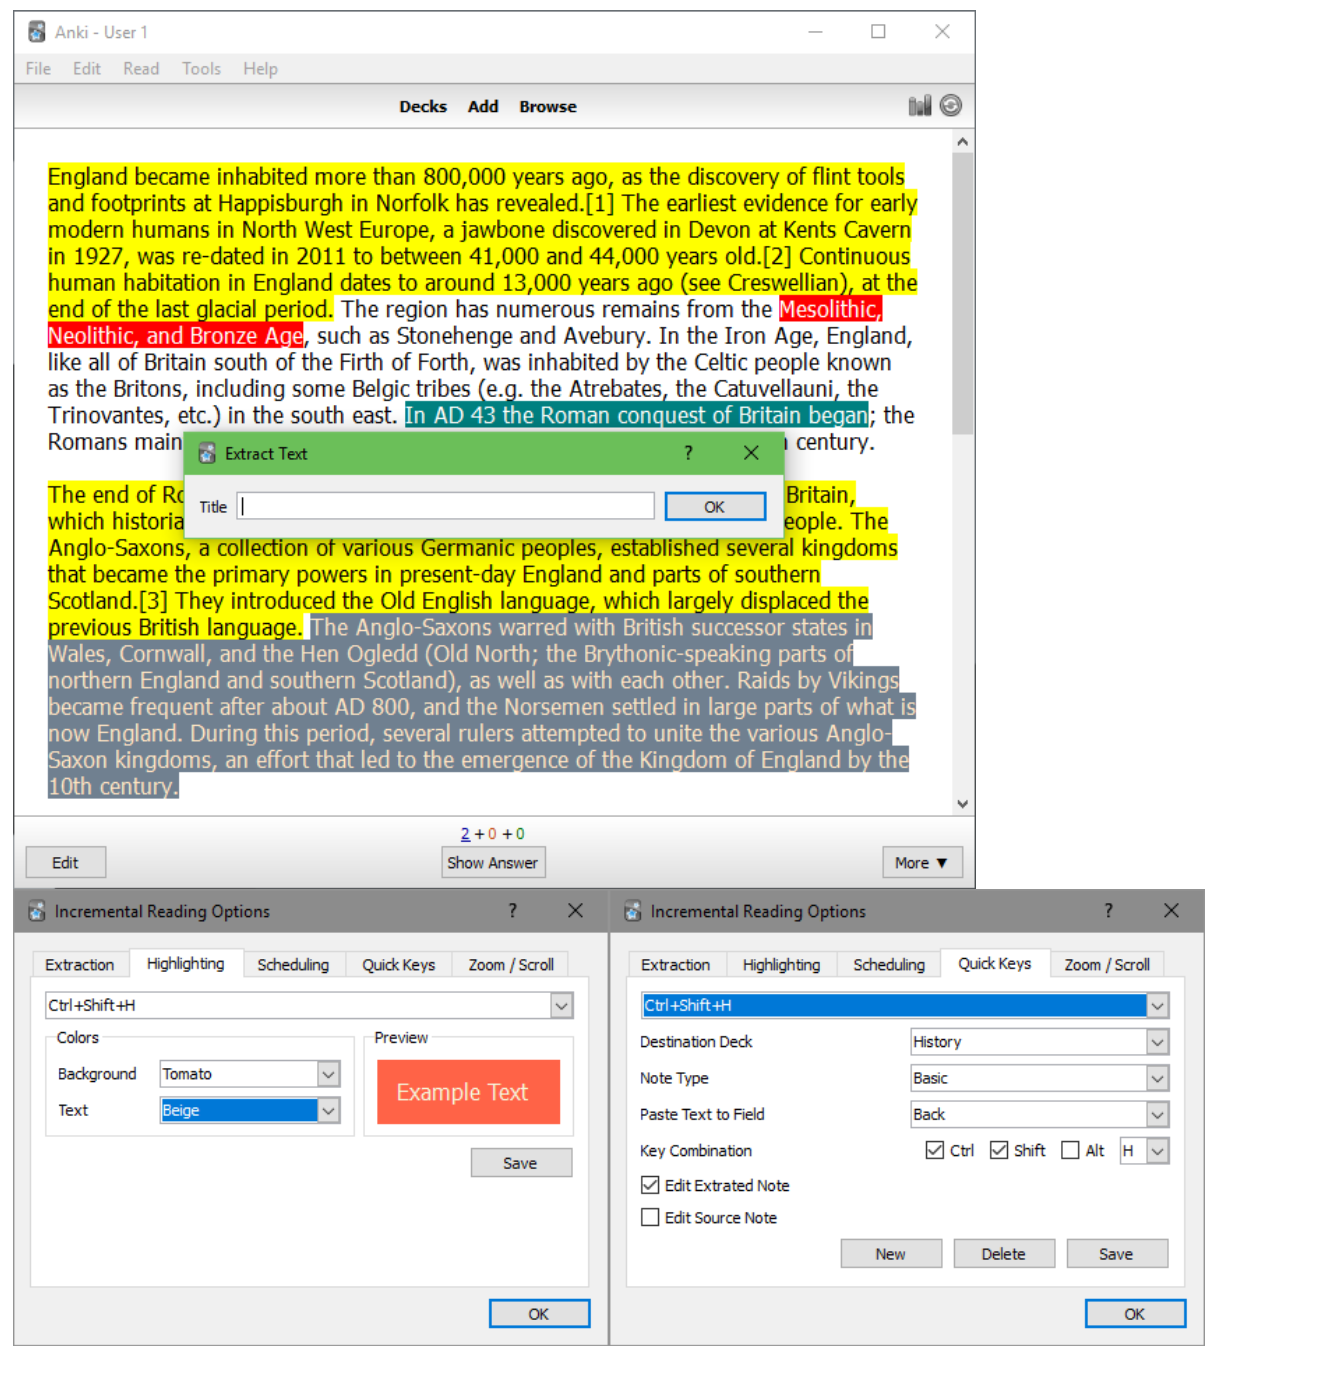 Anki - User 1
File Edit Read Tools Help
Decks Add Browse
England became inhabited more than 800,000 years ago, as the discovery of flint tools
and footprints at Happisburgh in Norfolk has revealed.[1] The earliest evidence for early
modern humans in North West Europe, a jawbone discovered in Devon at Kents Cavern
in 1927, was re-dated in 2011 to between 41,000 and 44,000 years old.[2] Continuous
human habitation in England dates to around 13,000 years ago (see Creswellian), at the
end of the last glacial period. The region has numerous remains from the Mesolithic,
Neolithic, and Bronze Age, such as Stonehenge and Avebury. In the Iron Age, England,
like all of Britain south of the Firth of Forth, was inhabited by the Celtic people known
as the Britons, including some Belgic tribes (e.g. the Atrebates, the Catuvellauni, the
Trinovantes, etc.) in the south east. In AD 43 the Roman conquest of Britain began; the
Romans main century.
Extract Text ?
The end of Britain,
Title OK
which historia eople. The
Anglo-Saxons, a collection of various Germanic peoples, established several kingdoms
that became the primary powers in present-day England and parts of southern
Scotland.[3] They introduced the Old English language, which largely displaced the
previous British language. The Anglo-Saxons warred with British successor states in
Wales, Cornwall, and the Hen Ogledd (Old North; the Brythonic-speaking parts of
northern England and southern Scotland), as well as with each other. Raids by Vikings
became frequent after about AD 800, and the Norsemen settled in large parts of what is
now England. During this period, several rulers attempted to unite the various Anglo-
Saxon kingdoms, an effort that led to the emergence of the Kingdom of England by the
10th century.
2 + 0 + 0
Edit Show Answer More ▼
Incremental Reading Options ?
Extraction Highlighting Scheduling Quick Keys Zoom / Scroll
Ctrl+Shift+H
Colors Preview
Background Tomato
Example Text
Text Beige
Save
OK
Incremental Reading Options ?
Extraction Highlighting Scheduling Quick Keys Zoom / Scroll
Ctrl+Shift+H
Destination Deck History
Note Type Basic
Paste Text to Field Back
Key Combination Ctrl Shift Alt H
Edit Extrated Note
Edit Source Note
New Delete Save
OK